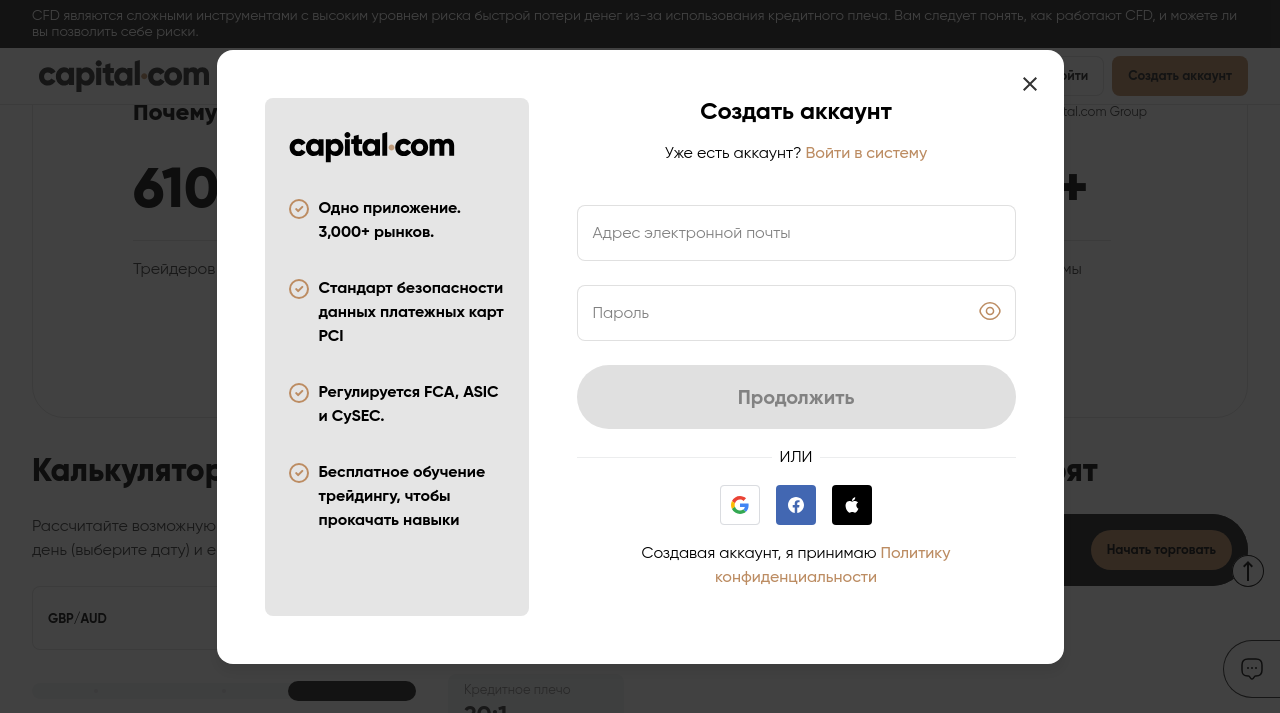 CFD являются сложными инструментами с высоким уровнем риска быстрой потери денег из-за использования кредитного плеча. Вам следует понять, как работают CFD, и можете ли
вы позволить себе риски.
capital.com
Создать аккаунт
Почему
tal.com Group
610
+
Трейдеров
Калькулятор
Рассчитайте возможную
день (выберите дату) и
GBP/AUD
Начать торговать
Кредитное плечо
20:1
capital.com
Одно приложение.
3,000+ рынков.
Стандарт безопасности
данных платежных карт
PCI
Регулируется FCA, ASIC
и CySEC.
Бесплатное обучение
трейдингу, чтобы
прокачать навыки
Создать аккаунт
Уже есть аккаунт? Войти в систему
Адрес электронной почты
Пароль
Продолжить
ИЛИ
Создавая аккаунт, я принимаю Политику
конфиденциальности